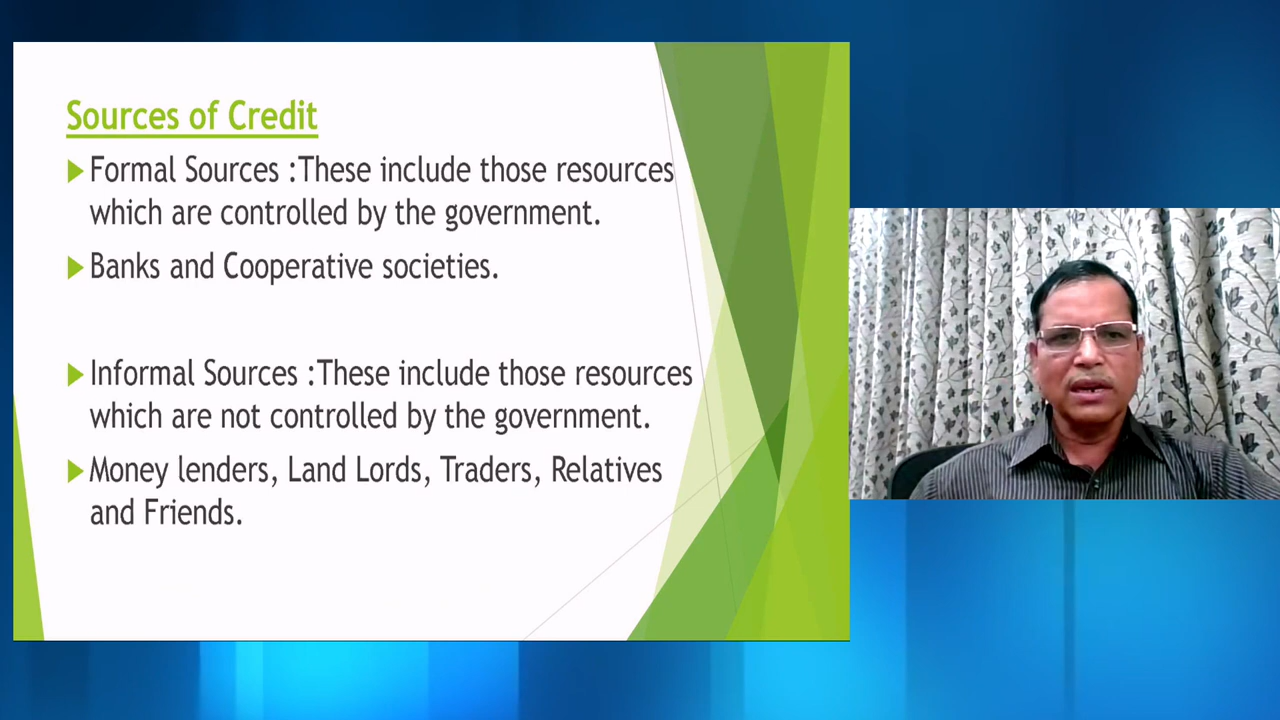 Sources of Credit
Formal Sources :These include those resources
which are controlled by the government.
Banks and Cooperative societies.
Informal Sources :These include those resources
which are not controlled by the government.
Money lenders, Land Lords, Traders, Relatives
and Friends.